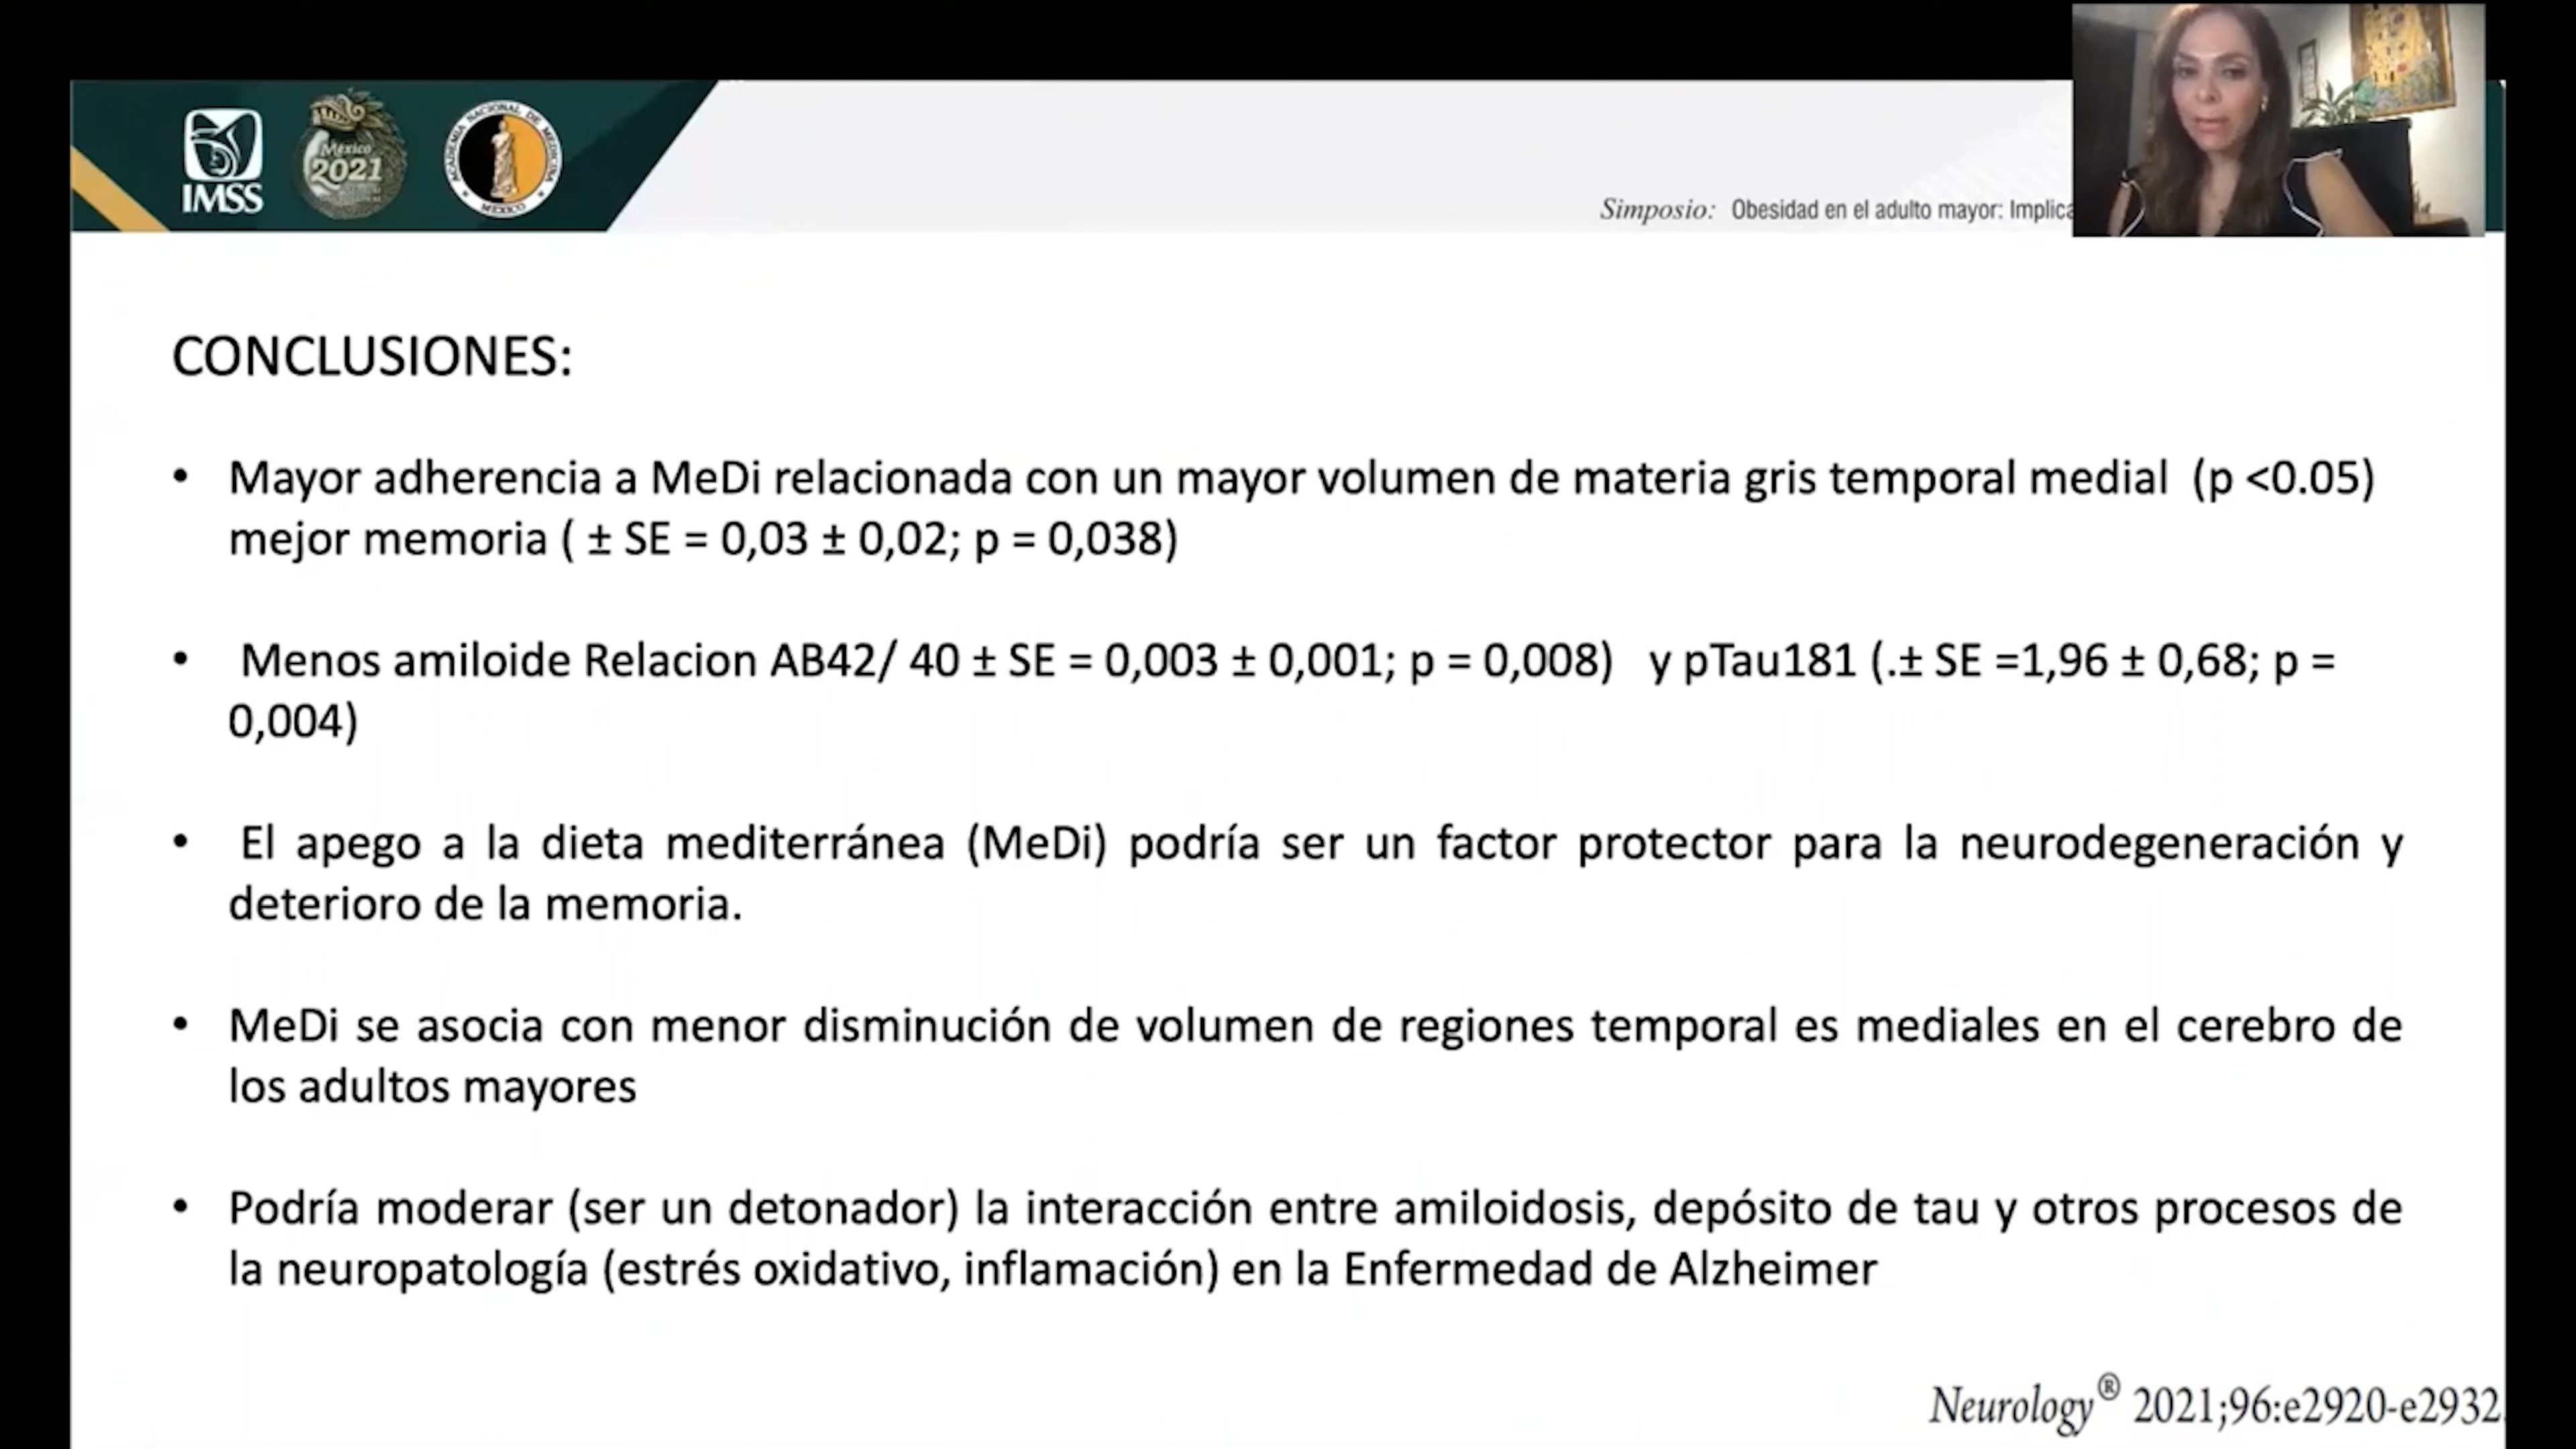 IMSS
México
2021
ACADEMIA NACIONAL DE MEDICINA
MEXICO
Simposio: Obesidad en el adulto mayor:
CONCLUSIONES:
• Mayor adherencia a MeDi relacionada con un mayor volumen de materia gris temporal medial (p <0.05)
mejor memoria ( ± SE = 0,03 ± 0,02; p = 0,038)
• Menos amiloide Relacion AB42/ 40 ± SE = 0,003 ± 0,001; p = 0,008) y pTau181 (.± SE =1,96 ± 0,68; p =
0,004)
• El apego a la dieta mediterránea (MeDi) podría ser un factor protector para la neurodegeneración y
deterioro de la memoria.
• MeDi se asocia con menor disminución de volumen de regiones temporal es mediales en el cerebro de
los adultos mayores
• Podría moderar (ser un detonador) la interacción entre amiloidosis, depósito de tau y otros procesos de
la neuropatología (estrés oxidativo, inflamación) en la Enfermedad de Alzheimer
Neurology® 2021;96:e2920-e2932.